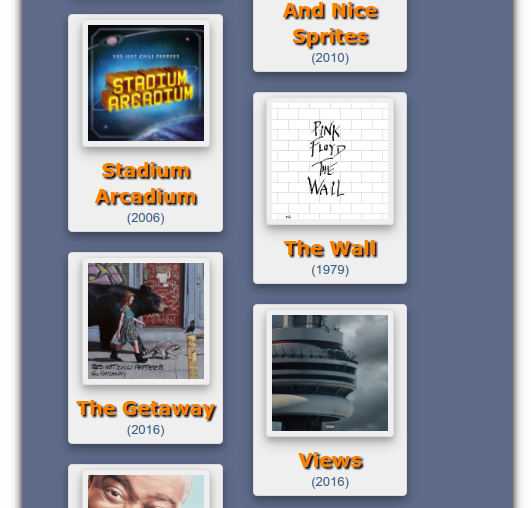 RED HOT CHILI PEPPERS
STADIUM
ARCADIUM
Stadium
Arcadium
(2006)
RED HOT CHILI PEPPERS
THE GETAWAY
The Getaway
(2016)
And Nice
Sprites
(2010)
PINK
FLOYD
THE
WALL
The Wall
(1979)
Views
(2016)